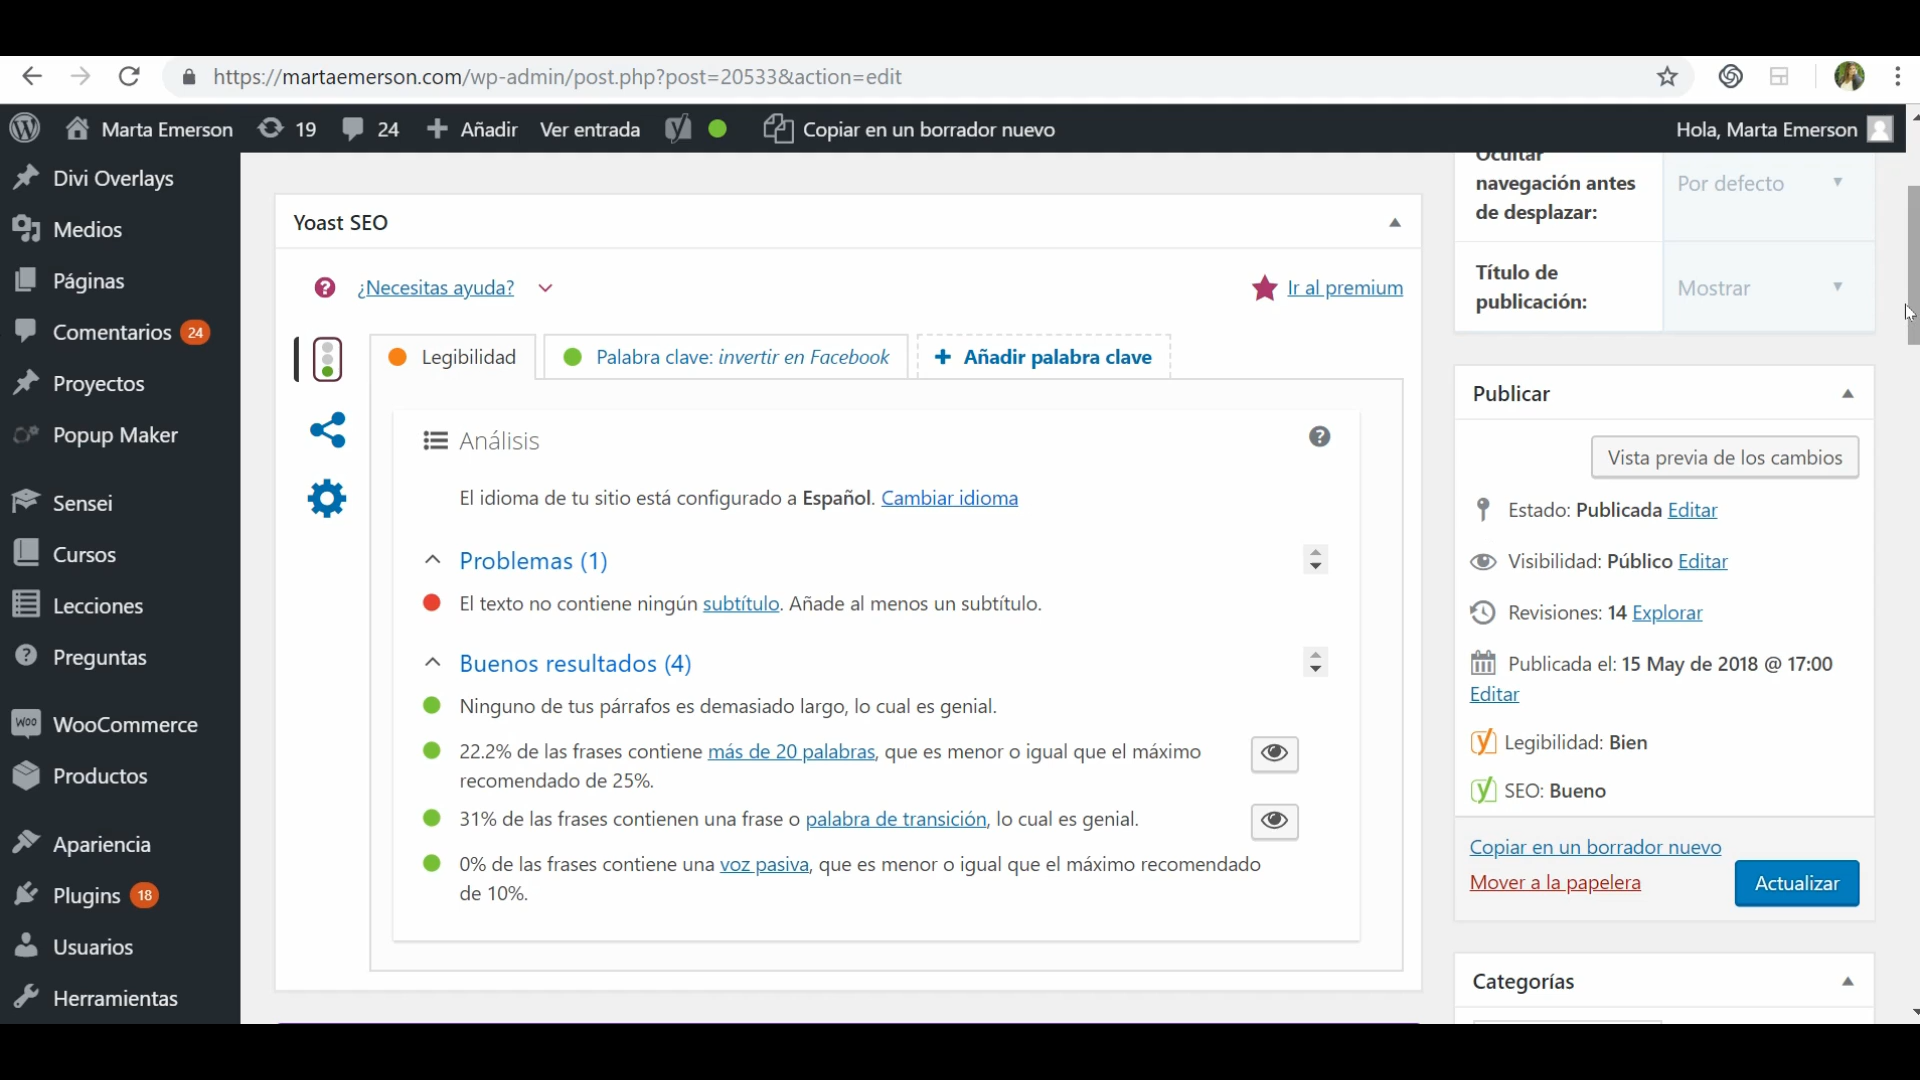 https://martaemerson.com/wp-admin/post.php?post=20533&action=edit
Marta Emerson 19 24 Añadir Ver entrada Copiar en un borrador nuevo Hola, Marta Emerson
Divi Overlays
Medios
Páginas
Comentarios 24
Proyectos
Popup Maker
Sensei
Cursos
Lecciones
Preguntas
WooCommerce
Productos
Apariencia
Plugins 18
Usuarios
Herramientas
Yoast SEO
¿Necesitas ayuda?
Ir al premium
Legibilidad
Palabra clave: invertir en Facebook
Añadir palabra clave
Análisis
El idioma de tu sitio está configurado a Español. Cambiar idioma
Problemas (1)
El texto no contiene ningún subtítulo. Añade al menos un subtítulo.
Buenos resultados (4)
Ninguno de tus párrafos es demasiado largo, lo cual es genial.
22.2% de las frases contiene más de 20 palabras, que es menor o igual que el máximo
recomendado de 25%.
31% de las frases contienen una frase o palabra de transición, lo cual es genial.
0% de las frases contiene una voz pasiva, que es menor o igual que el máximo recomendado
de 10%.
Ocultar
navegación antes
de desplazar:
Por defecto
Título de
publicación:
Mostrar
Publicar
Vista previa de los cambios
Estado: Publicada Editar
Visibilidad: Público Editar
Revisiones: 14 Explorar
Publicada el: 15 May de 2018 @ 17:00
Editar
Legibilidad: Bien
SEO: Bueno
Copiar en un borrador nuevo
Mover a la papelera
Actualizar
Categorías